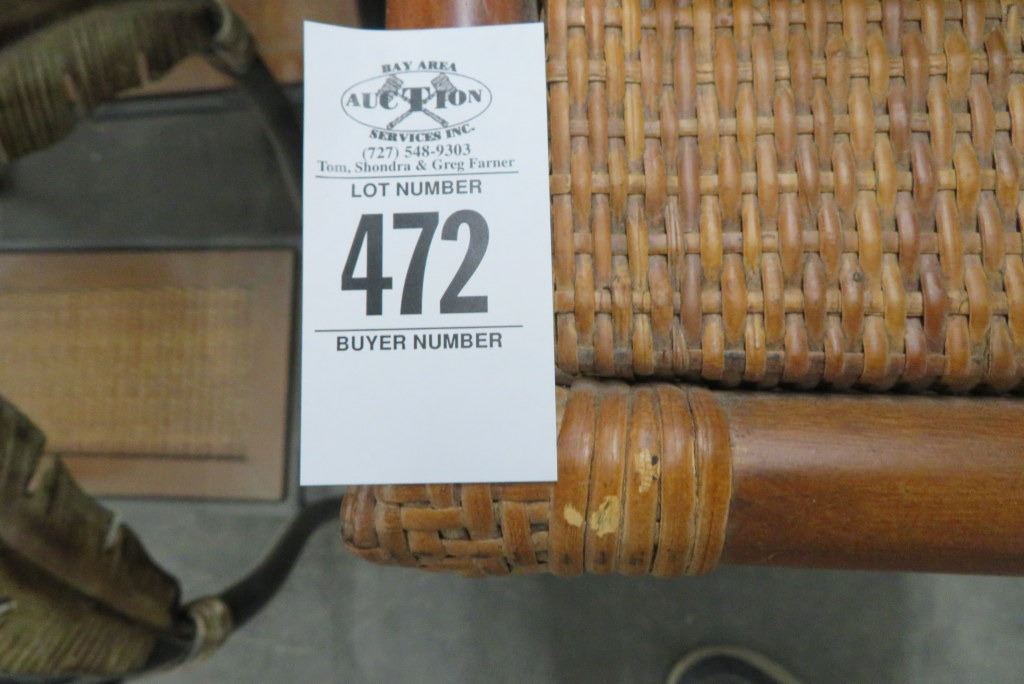 BAY AREA
AUCTION
SERVICES INC.
(727) 548-9303
Tom, Shondra & Greg Farner
LOT NUMBER
472
BUYER NUMBER